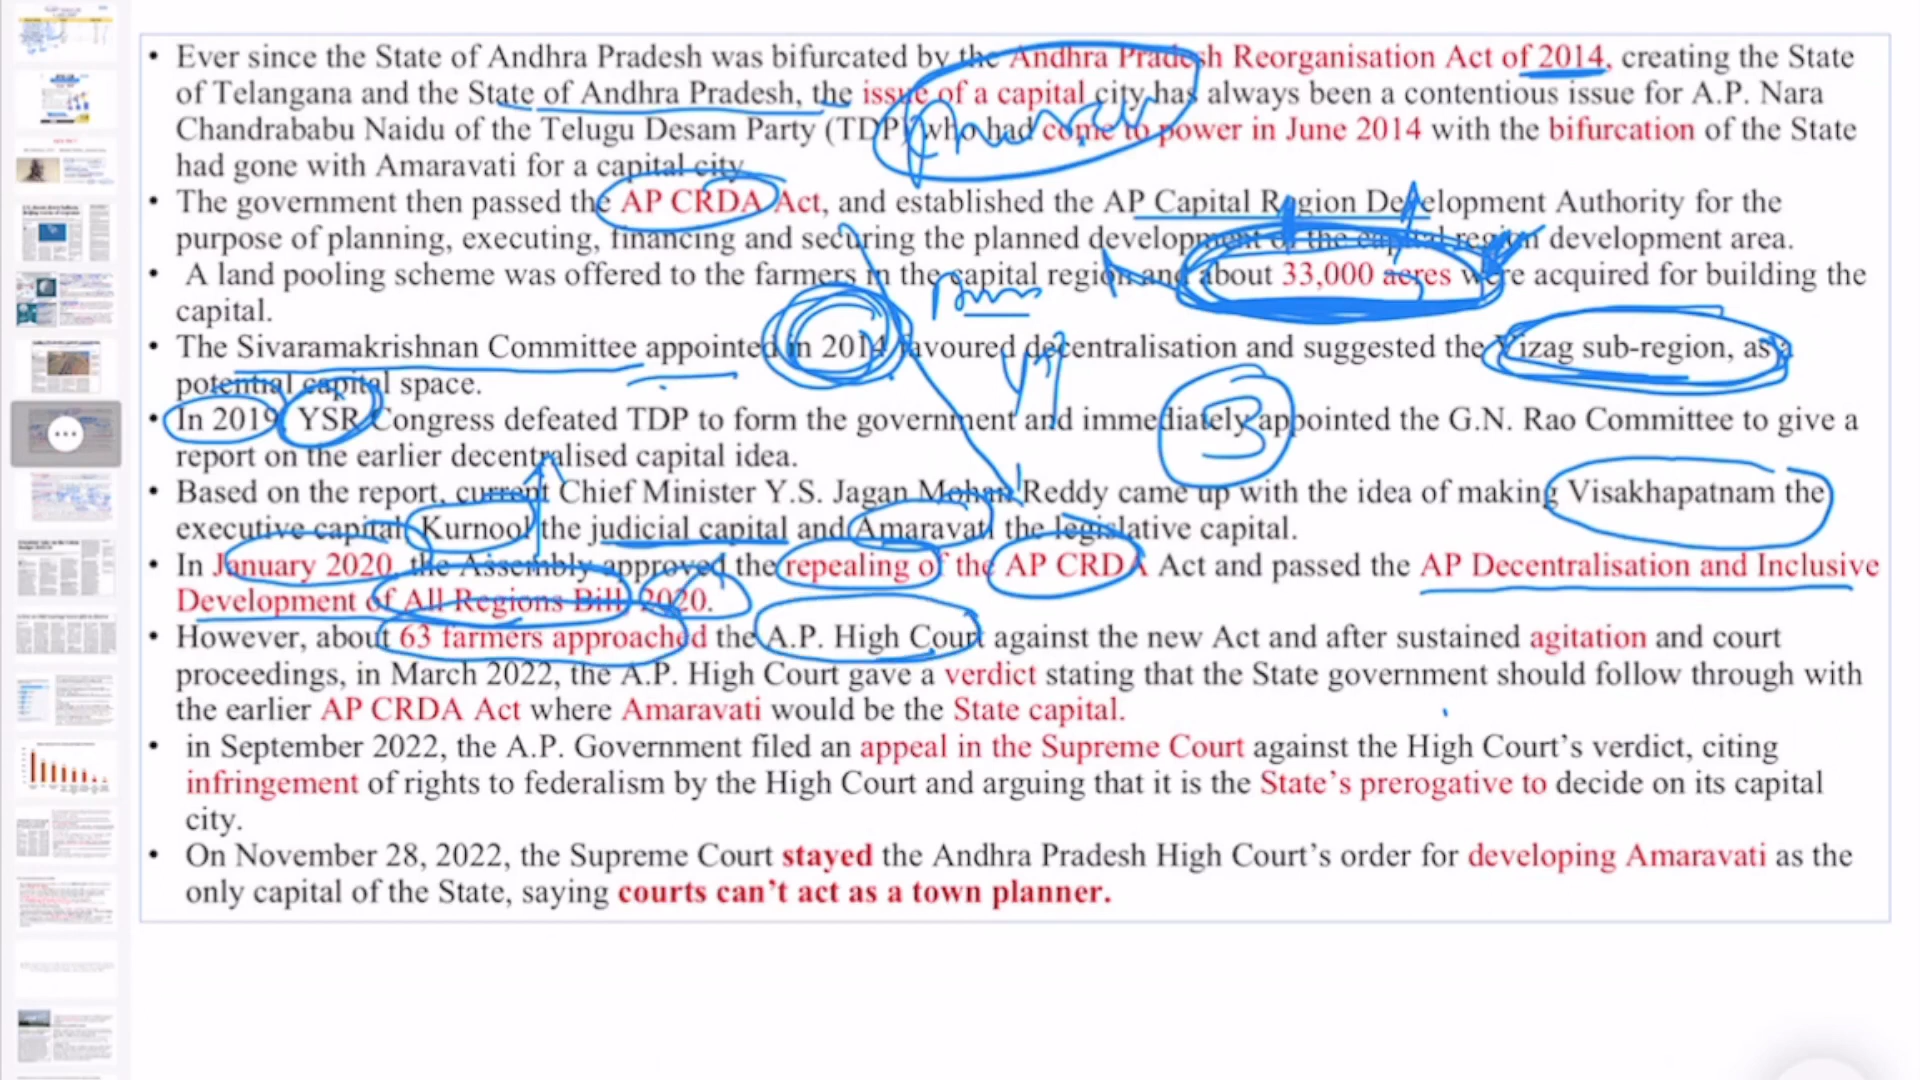 • Ever since the State of Andhra Pradesh was bifurcated by the Andhra Pradesh Reorganisation Act of 2014, creating the State
of Telangana and the State of Andhra Pradesh, the issue of a capital city has always been a contentious issue for A.P. Nara
Chandrababu Naidu of the Telugu Desam Party (TDP) who had come to power in June 2014 with the bifurcation of the State
had gone with Amaravati for a capital city.
• The government then passed the AP CRDA Act, and established the AP Capital Region Development Authority for the
purpose of planning, executing, financing and securing the planned development of the capital region development area.
• A land pooling scheme was offered to the farmers in the capital region and about 33,000 acres were acquired for building the
capital.
• The Sivaramakrishnan Committee appointed in 2014 favoured decentralisation and suggested the Vizag sub-region, as a
potential capital space.
• In 2019, YSR Congress defeated TDP to form the government and immediately appointed the G.N. Rao Committee to give a
report on the earlier decentralised capital idea.
3
• Based on the report, current Chief Minister Y.S. Jagan Mohan Reddy came up with the idea of making Visakhapatnam the
executive capital, Kurnool the judicial capital and Amaravati the legislative capital.
• In January 2020, the Assembly approved the repealing of the AP CRDA Act and passed the AP Decentralisation and Inclusive
Development of All Regions Bill, 2020.
• However, about 63 farmers approached the A.P. High Court against the new Act and after sustained agitation and court
proceedings, in March 2022, the A.P. High Court gave a verdict stating that the State government should follow through with
the earlier AP CRDA Act where Amaravati would be the State capital.
• in September 2022, the A.P. Government filed an appeal in the Supreme Court against the High Court’s verdict, citing
infringement of rights to federalism by the High Court and arguing that it is the State’s prerogative to decide on its capital
city.
• On November 28, 2022, the Supreme Court stayed the Andhra Pradesh High Court’s order for developing Amaravati as the
only capital of the State, saying courts can’t act as a town planner.